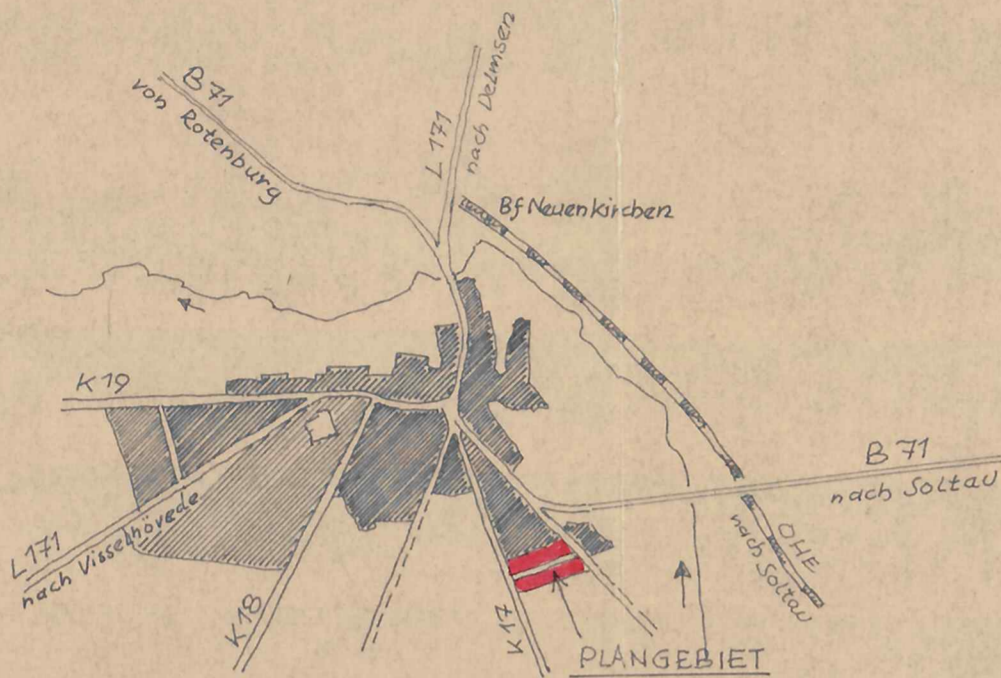 B 71
von Rotenburg
L 171
nach Delmsen
Bf Neuenkirchen
K 19
B 71
nach Soltau
L 171
nach Visselhövede
OHE
nach Soltau
K 18
K 17
PLANGEBIET